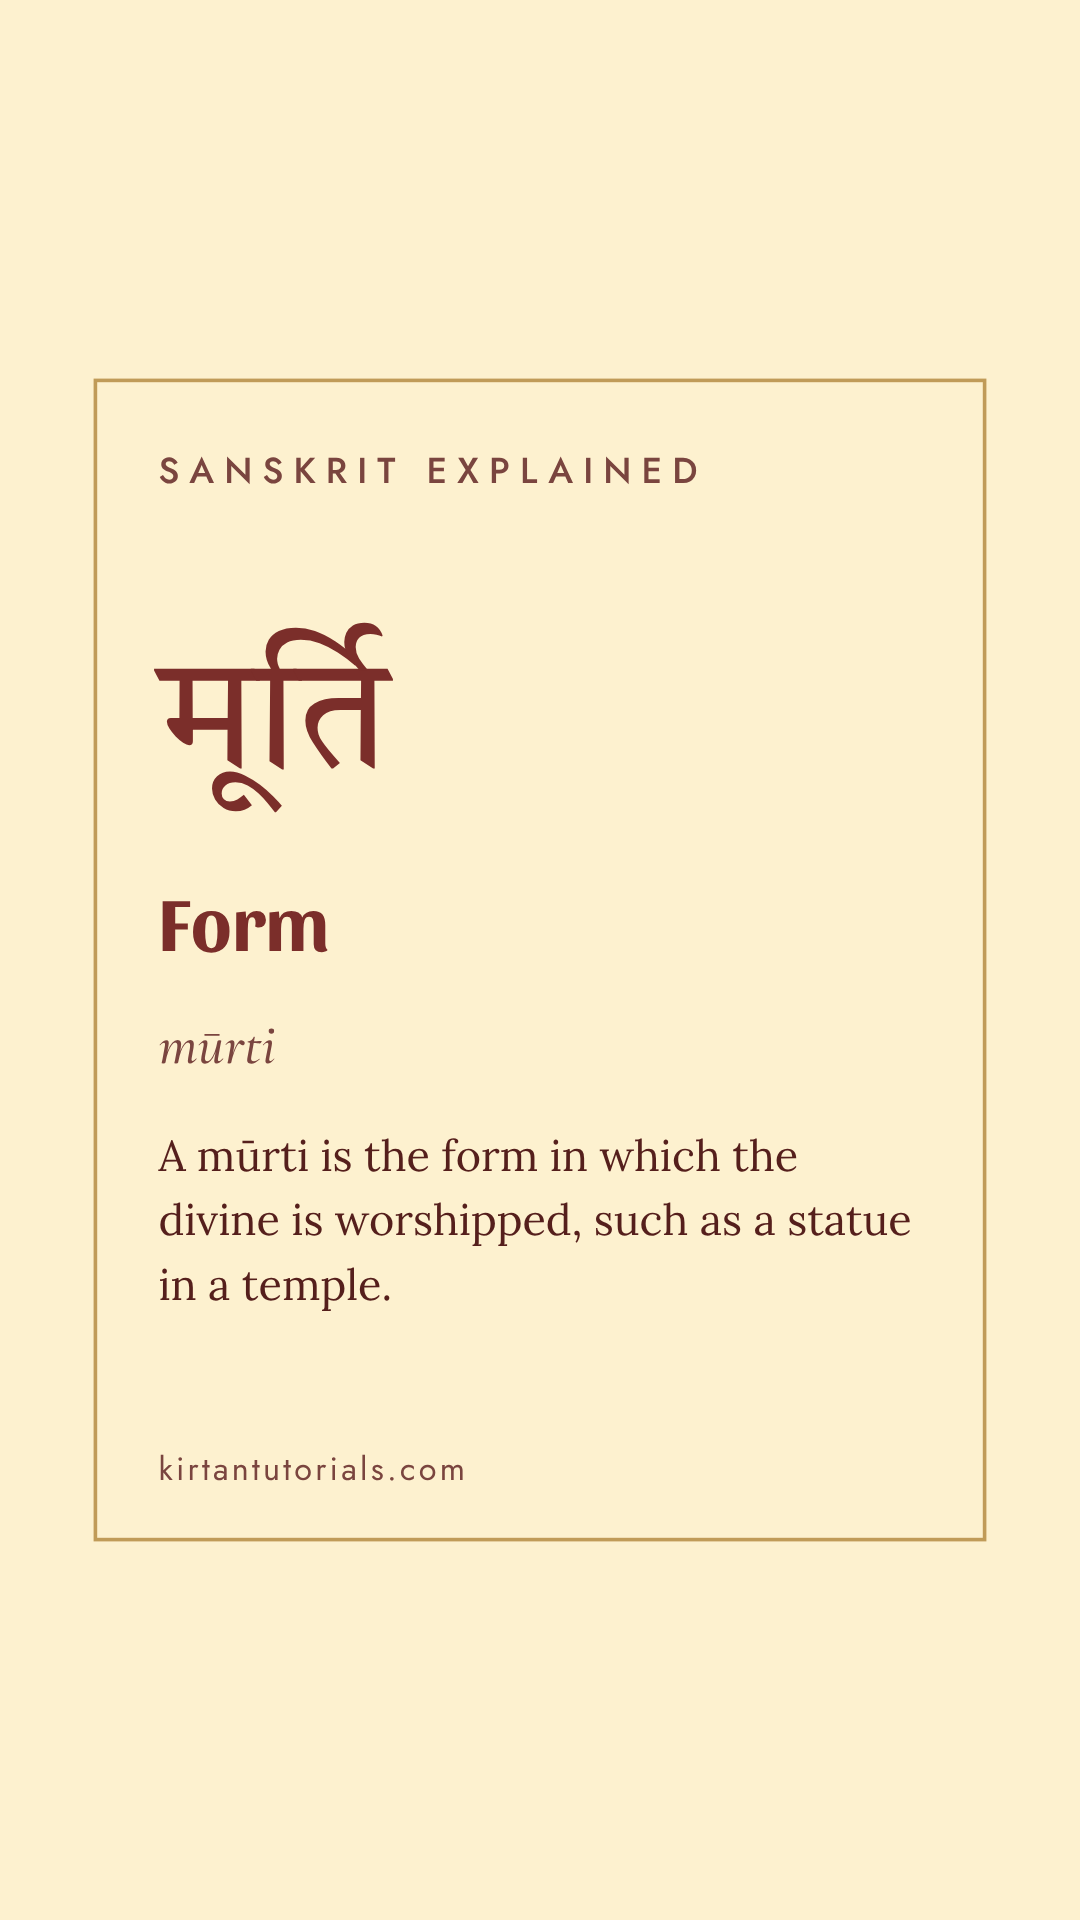 SANSKRIT EXPLAINED
मूर्ति
Form
mūrti
A mūrti is the form in which the
divine is worshipped, such as a statue
in a temple.
kirtantutorials.com